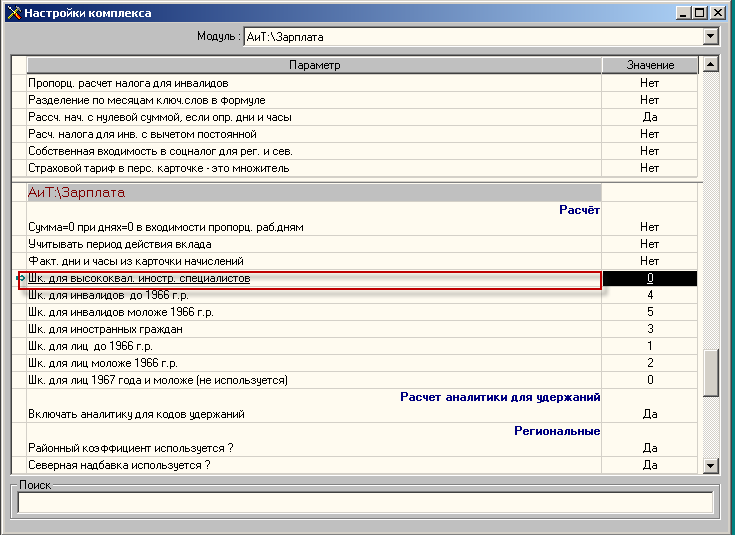 Настройки комплекса
Модуль : АиТ:\Зарплата
Параметр Значение
Пропорц. расчет налога для инвалидов Нет
Разделение по месяцам ключ.слов в формуле Нет
Рассч. нач. с нулевой суммой, если опр. дни и часы Да
Расч. налога для инв. с вычетом постоянной Нет
Собственная входимость в соцналог для рег. и сев. Нет
Страховой тариф в перс. карточке - это множитель Нет
АиТ:\Зарплата
Расчёт
Сумма=0 при днях=0 в входимости пропорц. раб.дням Нет
Учитывать период действия вклада Нет
Факт. дни и часы из карточки начислений Нет
Шк. для высококвал. иностр. специалистов 0
Шк. для инвалидов до 1966 г.р. 4
Шк. для инвалидов моложе 1966 г.р. 5
Шк. для иностранных граждан 3
Шк. для лиц до 1966 г.р. 1
Шк. для лиц моложе 1966 г.р. 2
Шк. для лиц 1967 года и моложе (не используется) 0
Расчет аналитики для удержаний
Включать аналитику для кодов удержаний Да
Региональные
Районный коэффициент используется ? Да
Северная надбавка используется ? Да
Поиск